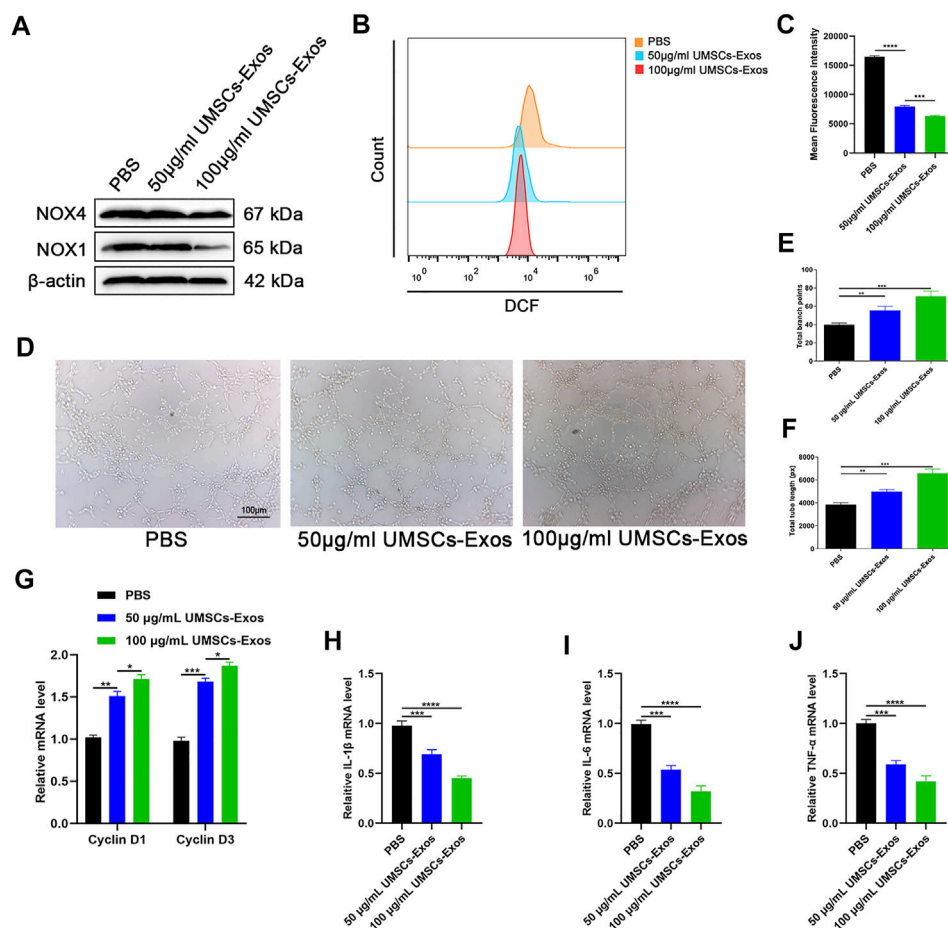 A
PBS
50μg/ml UMSCs-Exos
100μg/ml UMSCs-Exos
NOX4
67 kDa
NOX1
65 kDa
β-actin
42 kDa
B
PBS
50μg/ml UMSCs-Exos
100μg/ml UMSCs-Exos
Count
10^0
10^2
10^4
10^6
DCF
C
Mean Fluorescence Intensity
20000
15000
10000
5000
0
****
***
PBS
50μg/ml UMSCs-Exos
100μg/ml UMSCs-Exos
D
100μm
PBS
50μg/ml UMSCs-Exos
100μg/ml UMSCs-Exos
E
Total branch points
100
80
60
40
20
0
***
**
PBS
50 μg/mL UMSCs-Exos
100 μg/mL UMSCs-Exos
F
Total tube length (px)
8000
6000
4000
2000
0
***
**
PBS
50 μg/mL UMSCs-Exos
100 μg/mL UMSCs-Exos
G
PBS
50 μg/mL UMSCs-Exos
100 μg/mL UMSCs-Exos
Relative mRNA level
2.0
1.5
1.0
0.5
0.0
**
*
***
*
Cyclin D1
Cyclin D3
H
Relaitive IL-1β mRNA level
1.5
1.0
0.5
0.0
****
***
PBS
50 μg/mL UMSCs-Exos
100 μg/mL UMSCs-Exos
I
Relaitive IL-6 mRNA level
1.5
1.0
0.5
0.0
****
***
PBS
50 μg/mL UMSCs-Exos
100 μg/mL UMSCs-Exos
J
Relaitive TNF-α mRNA level
1.5
1.0
0.5
0.0
****
***
PBS
50 μg/mL UMSCs-Exos
100 μg/mL UMSCs-Exos